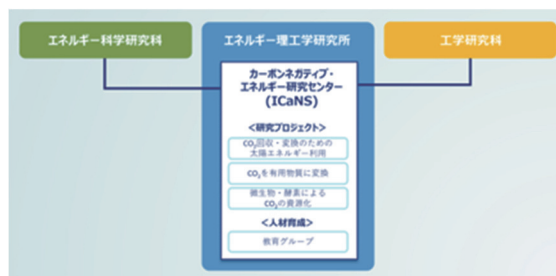 エネルギー科学研究科
エネルギー理工学研究所
工学研究科
カーボンネガティブ・
エネルギー研究センター
(ICaNS)
<研究プロジェクト>
CO₂回収・変換のための
太陽エネルギー利用
CO₂を有用物質に変換
微生物・酵素による
CO₂の資源化
<人材育成>
教育グループ